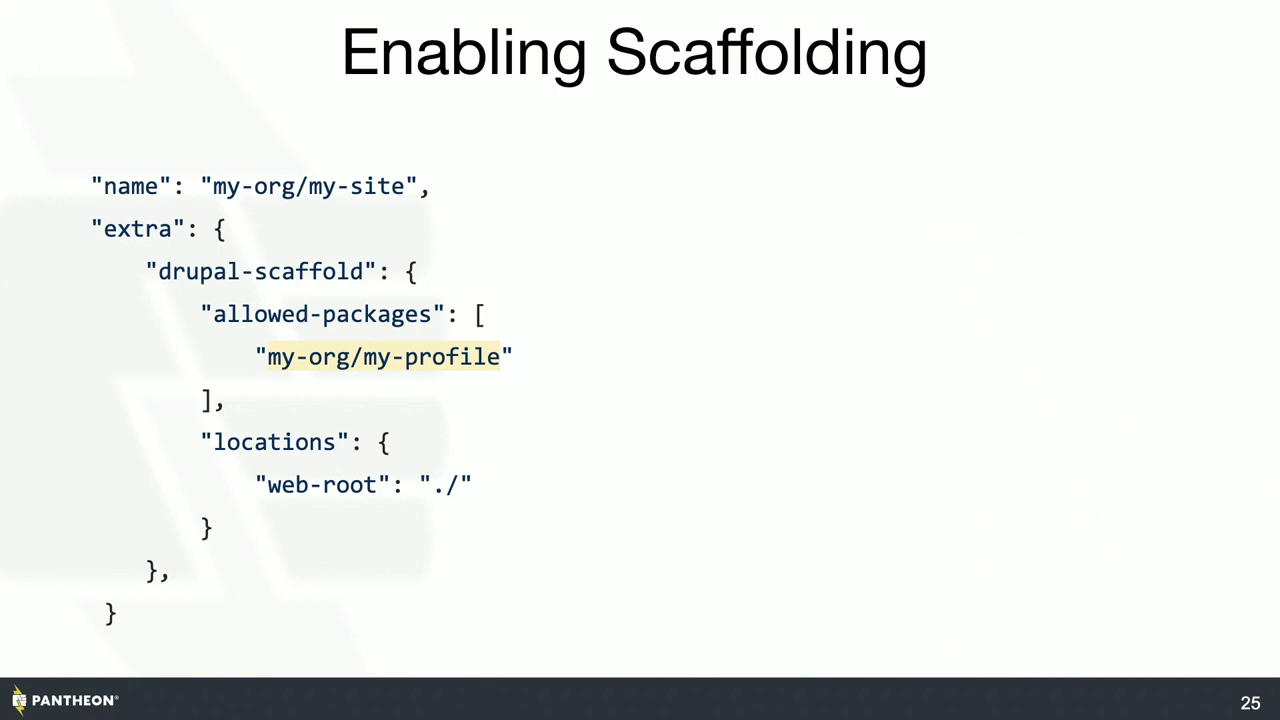 Enabling Scaffolding
"name": "my-org/my-site",
"extra": {
"drupal-scaffold": {
"allowed-packages": [
"my-org/my-profile"
],
"locations": {
"web-root": "./"
}
},
}
PANTHEON®
25